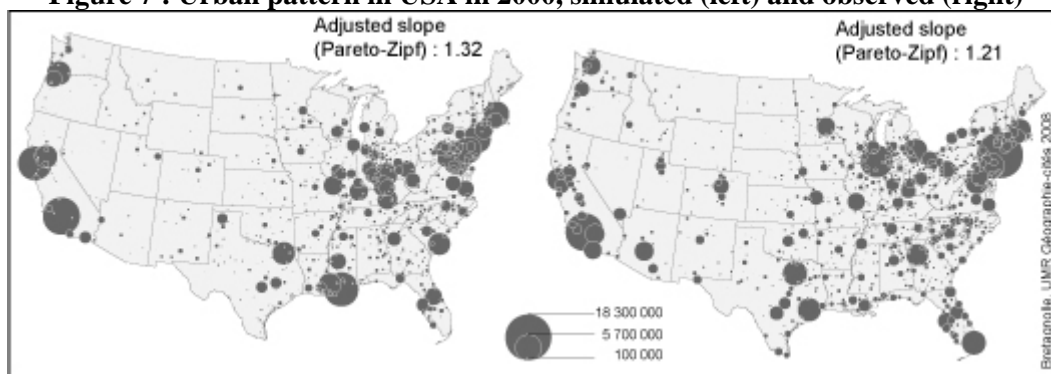 Figure 7 : Urban pattern in USA in 2000, simulated (left) and observed (right)
Adjusted slope
(Pareto-Zipf) : 1.32
Adjusted slope
(Pareto-Zipf) : 1.21
18 300 000
5 700 000
100 000
Bretagnolle, UMR Géographie-cités 2008